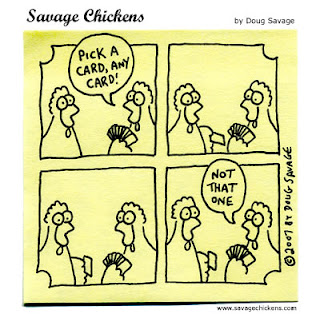 Savage Chickens
by Doug Savage
PICK A
CARD, ANY
CARD!
NOT
THAT
ONE
©2007 BY DOUG SAVAGE
www.savagechickens.com